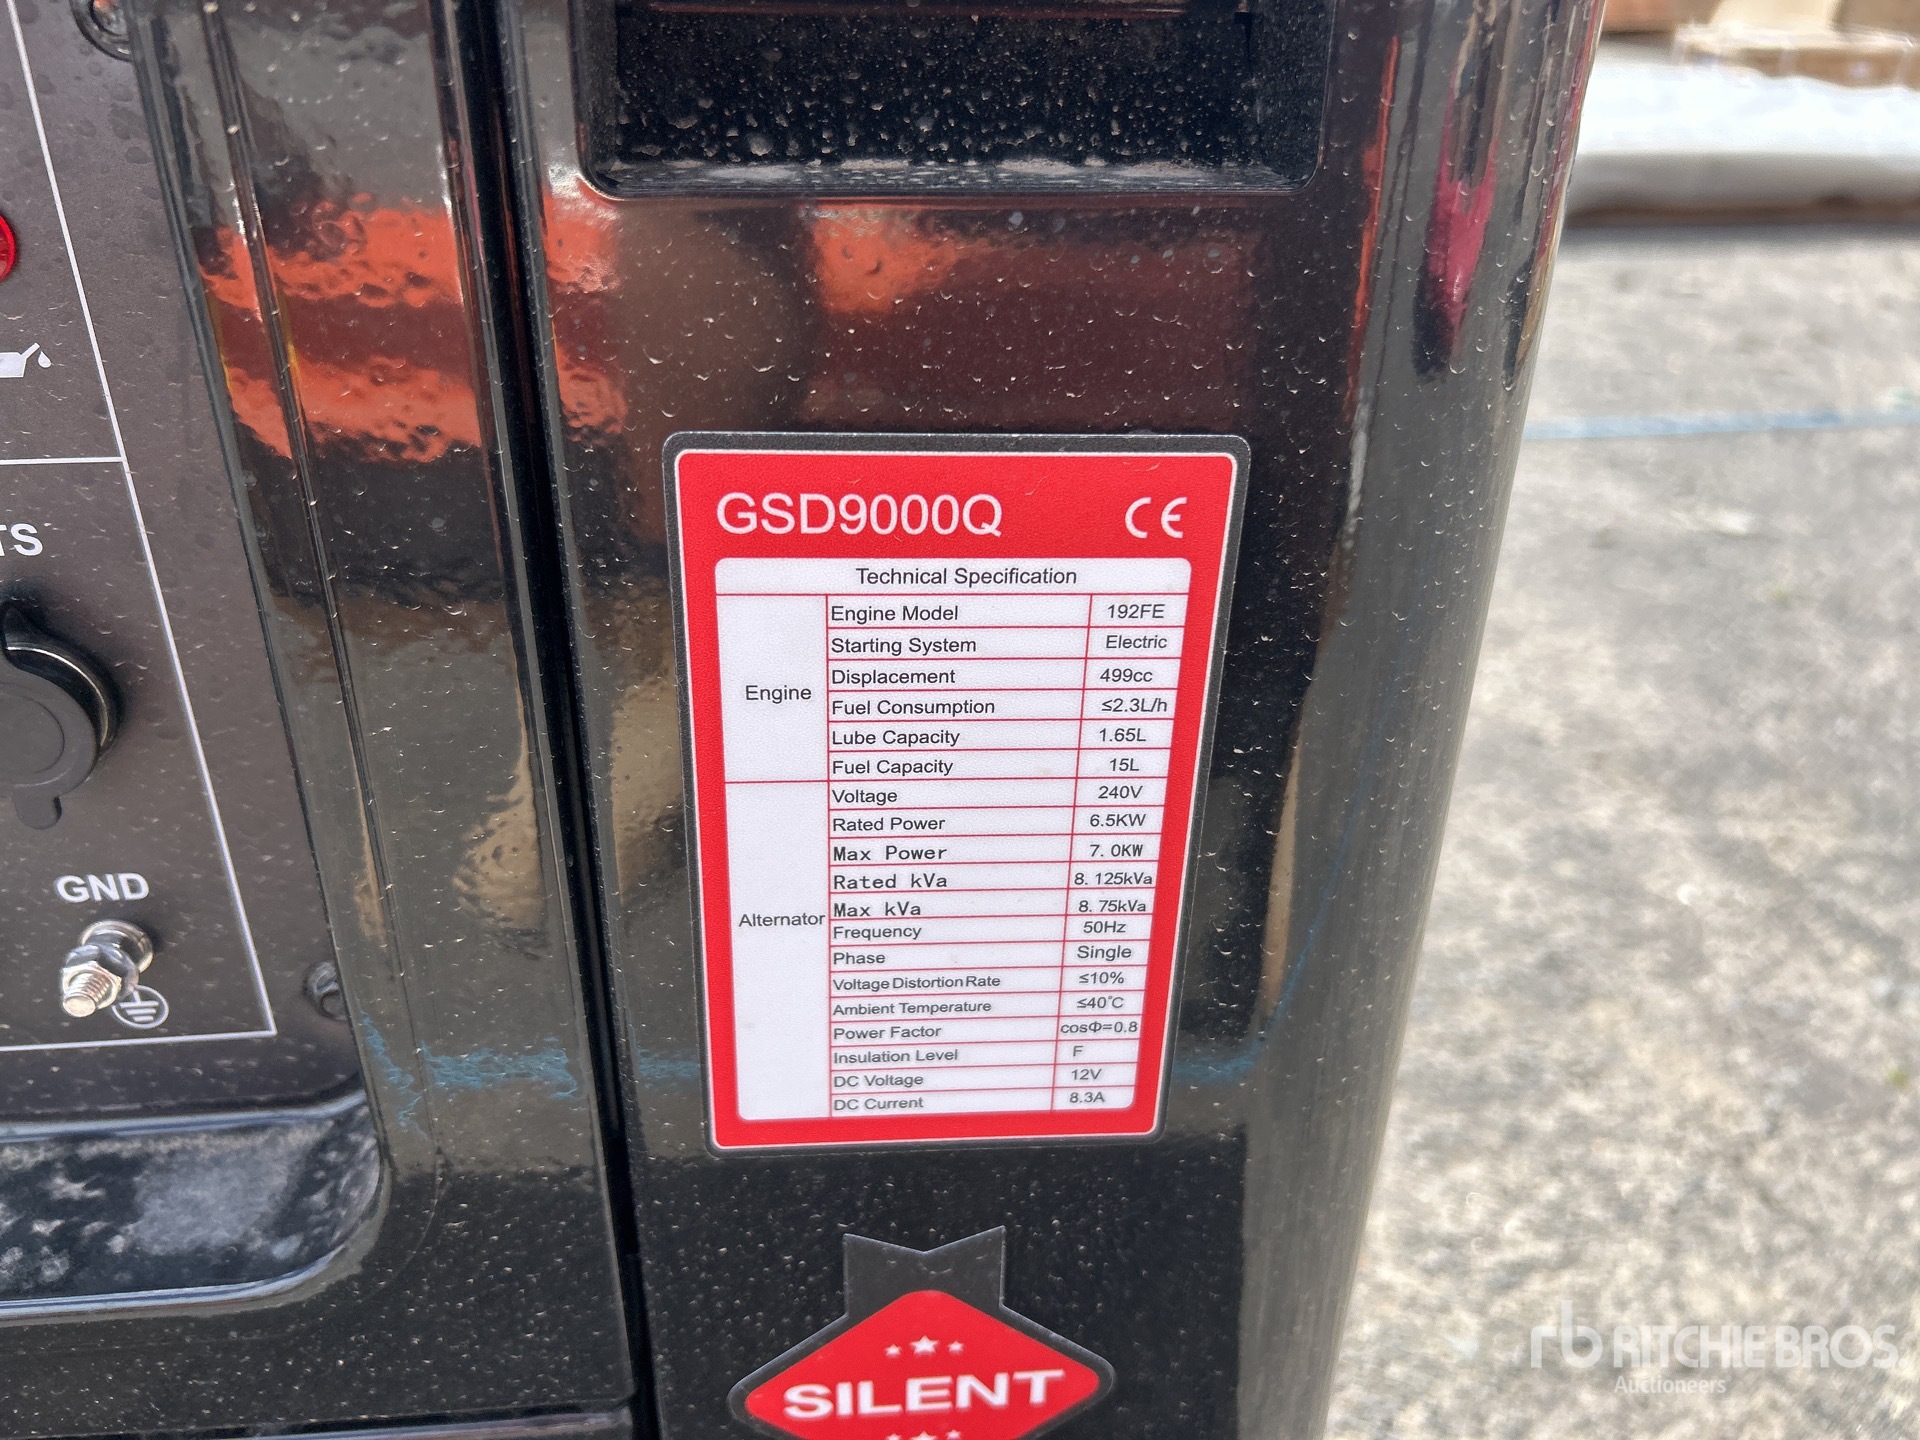 TS
GND
GSD9000Q CE
Technical Specification
Engine
Engine Model 192FE
Starting System Electric
Displacement 499cc
Fuel Consumption ≤2.3L/h
Lube Capacity 1.65L
Fuel Capacity 15L
Alternator
Voltage 240V
Rated Power 6.5KW
Max Power 7.0KW
Rated kVa 8.125kVa
Max kVa 8.75kVa
Frequency 50Hz
Phase Single
Voltage Distortion Rate ≤10%
Ambient Temperature ≤40℃
Power Factor cosΦ=0.8
Insulation Level F
DC Voltage 12V
DC Current 8.3A
SILENT
rb RITCHIE BROS.
Auctioneers